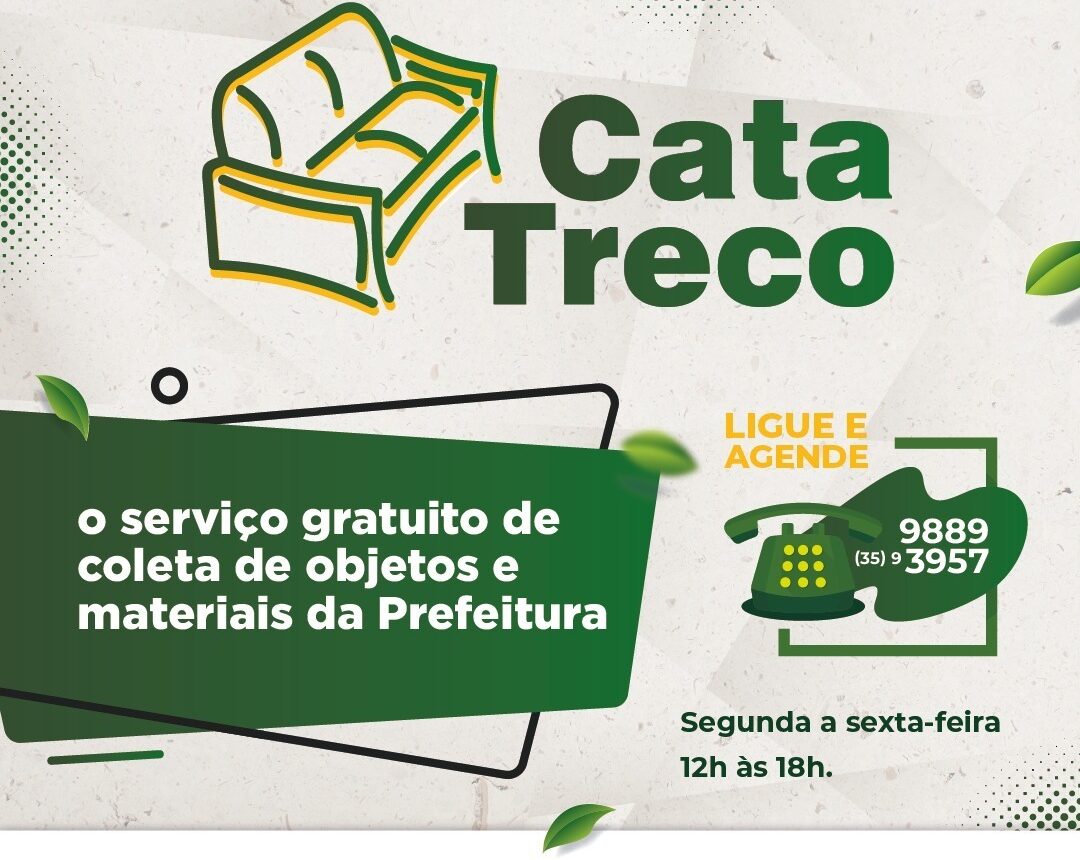 Cata
Treco
o serviço gratuito de
coleta de objetos e
materiais da Prefeitura
LIGUE E
AGENDE
9889
(35) 9 3957
Segunda a sexta-feira
12h às 18h.